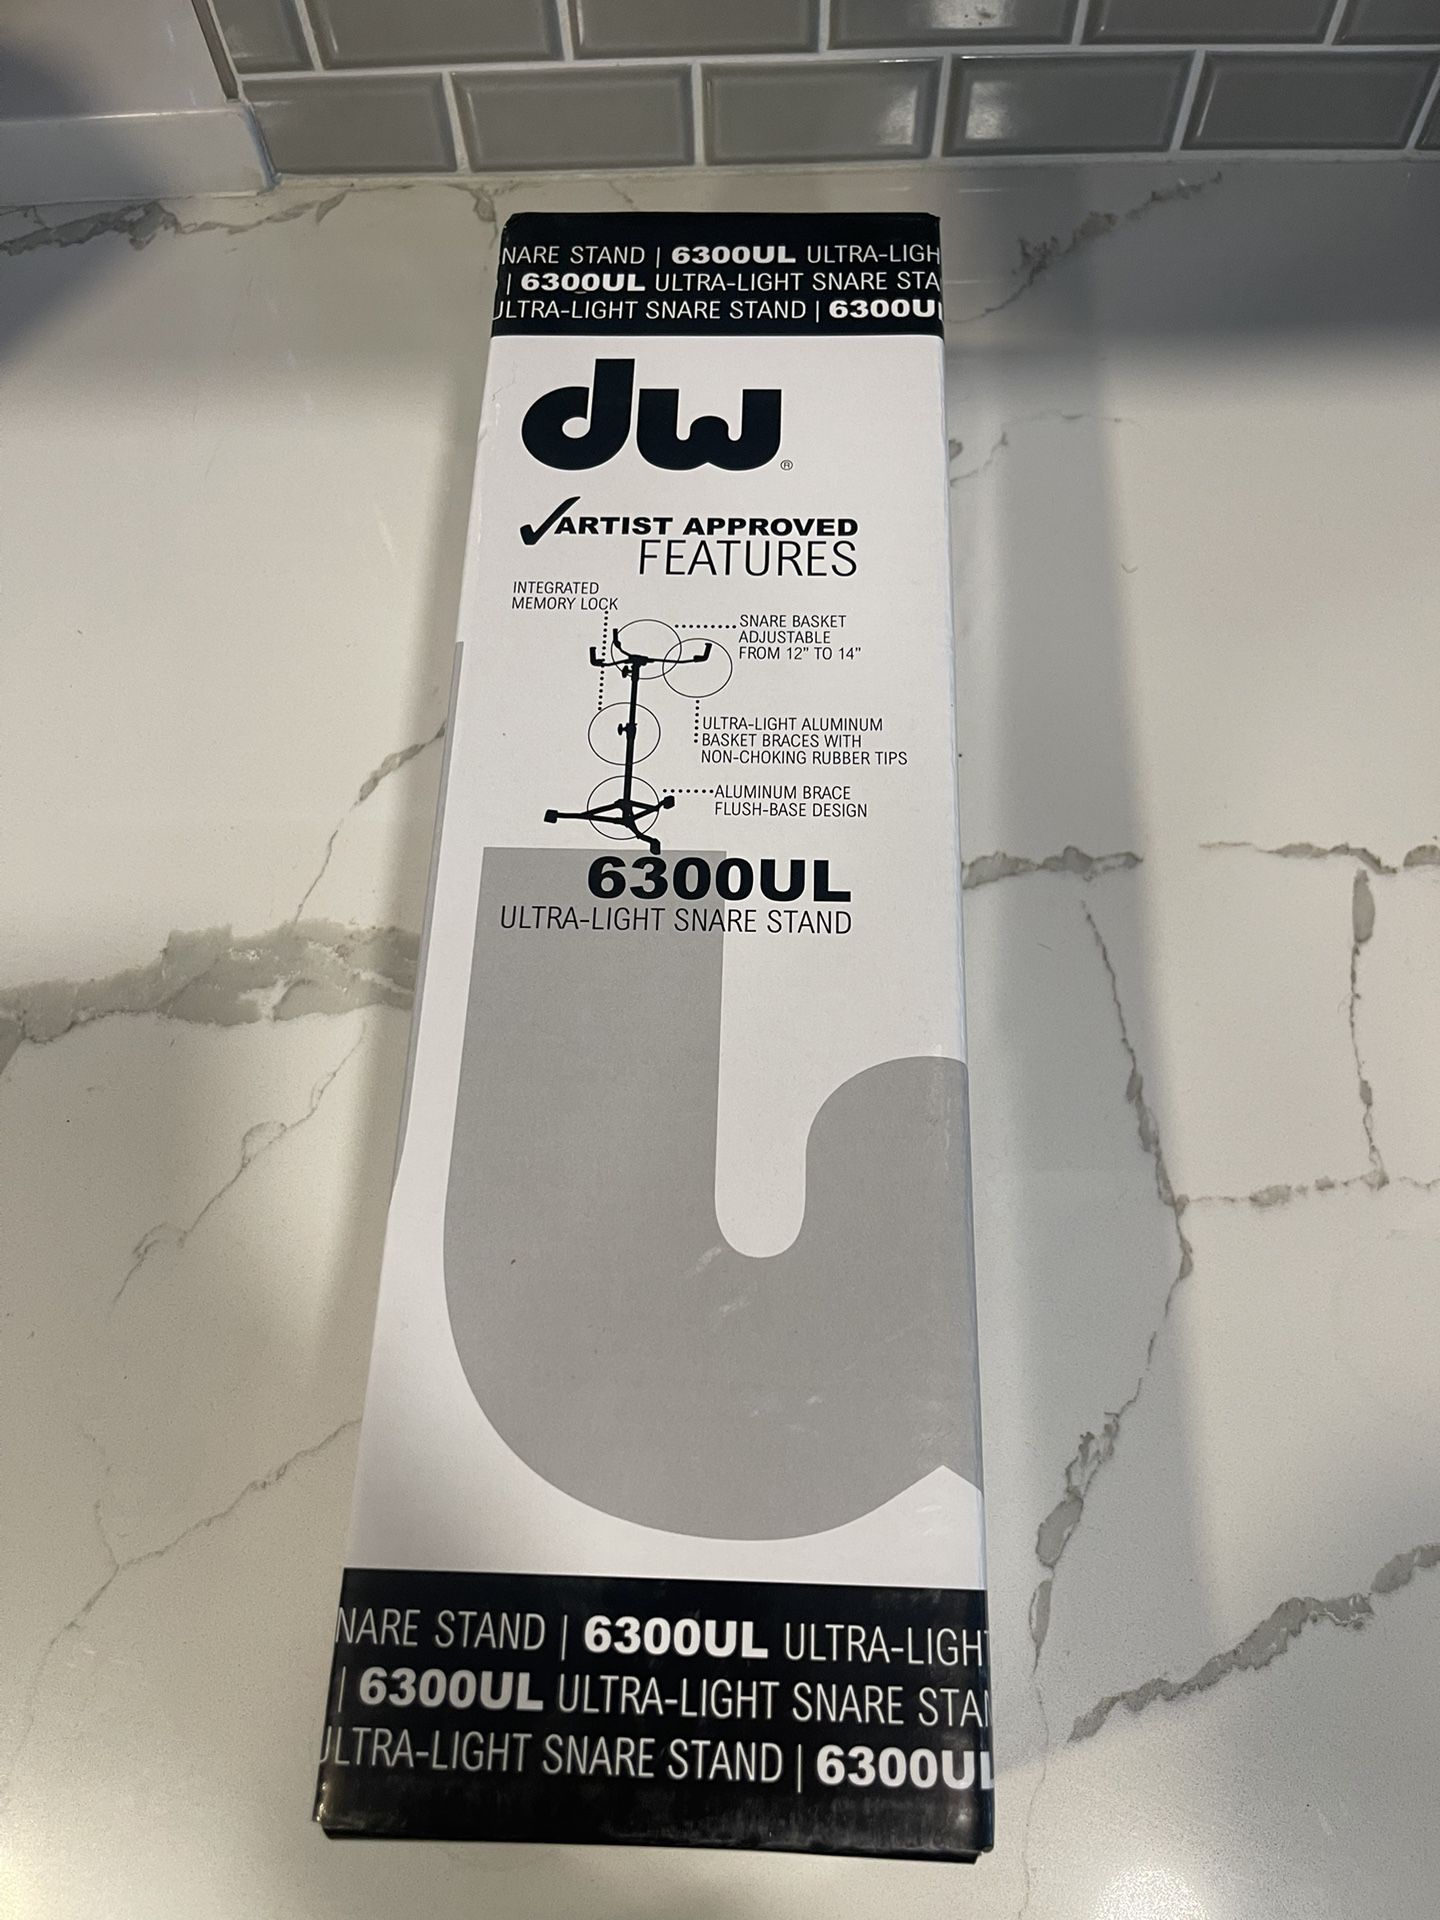 NARE STAND | 6300UL ULTRA-LIGH
| 6300UL ULTRA-LIGHT SNARE STA
ULTRA-LIGHT SNARE STAND | 6300U
dw®
ARTIST APPROVED
FEATURES
INTEGRATED
MEMORY LOCK
SNARE BASKET
ADJUSTABLE
FROM 12” TO 14”
ULTRA-LIGHT ALUMINUM
BASKET BRACES WITH
NON-CHOKING RUBBER TIPS
ALUMINUM BRACE
FLUSH-BASE DESIGN
6300UL
ULTRA-LIGHT SNARE STAND
NARE STAND | 6300UL ULTRA-LIGHT
| 6300UL ULTRA-LIGHT SNARE STAN
ULTRA-LIGHT SNARE STAND | 6300UL